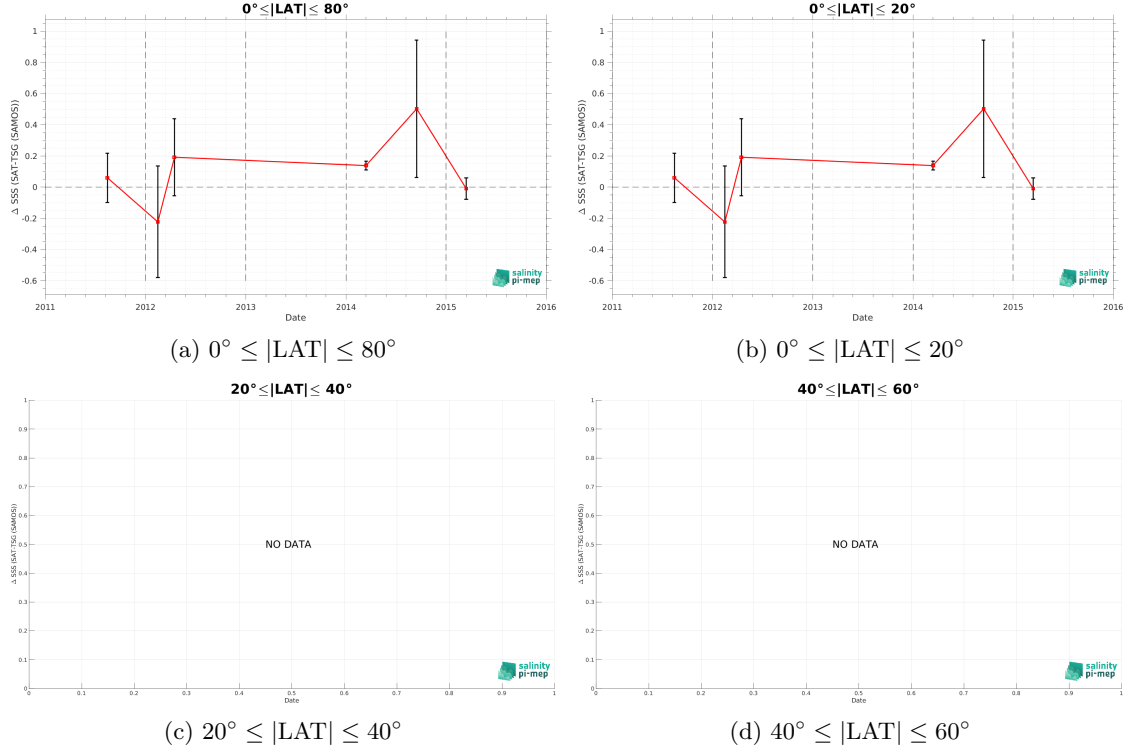 0°≤|LAT|≤ 80°
1
0.8
0.6
0.4
0.2
0
-0.2
-0.4
-0.6
Δ SSS (SAT-TSG (SAMOS))
2011
2012
2013
2014
2015
2016
Date
salinity
pi-mep
(a) 0° ≤ |LAT| ≤ 80°
0°≤|LAT|≤ 20°
1
0.8
0.6
0.4
0.2
0
-0.2
-0.4
-0.6
Δ SSS (SAT-TSG (SAMOS))
2011
2012
2013
2014
2015
2016
Date
salinity
pi-mep
(b) 0° ≤ |LAT| ≤ 20°
20°≤|LAT|≤ 40°
1
0.9
0.8
0.7
0.6
0.5
0.4
0.3
0.2
0.1
0
Δ SSS (SAT-TSG (SAMOS))
NO DATA
0
0.1
0.2
0.3
0.4
0.5
0.6
0.7
0.8
0.9
1
Date
salinity
pi-mep
(c) 20° ≤ |LAT| ≤ 40°
40°≤|LAT|≤ 60°
1
0.9
0.8
0.7
0.6
0.5
0.4
0.3
0.2
0.1
0
Δ SSS (SAT-TSG (SAMOS))
NO DATA
0
0.1
0.2
0.3
0.4
0.5
0.6
0.7
0.8
0.9
1
Date
salinity
pi-mep
(d) 40° ≤ |LAT| ≤ 60°